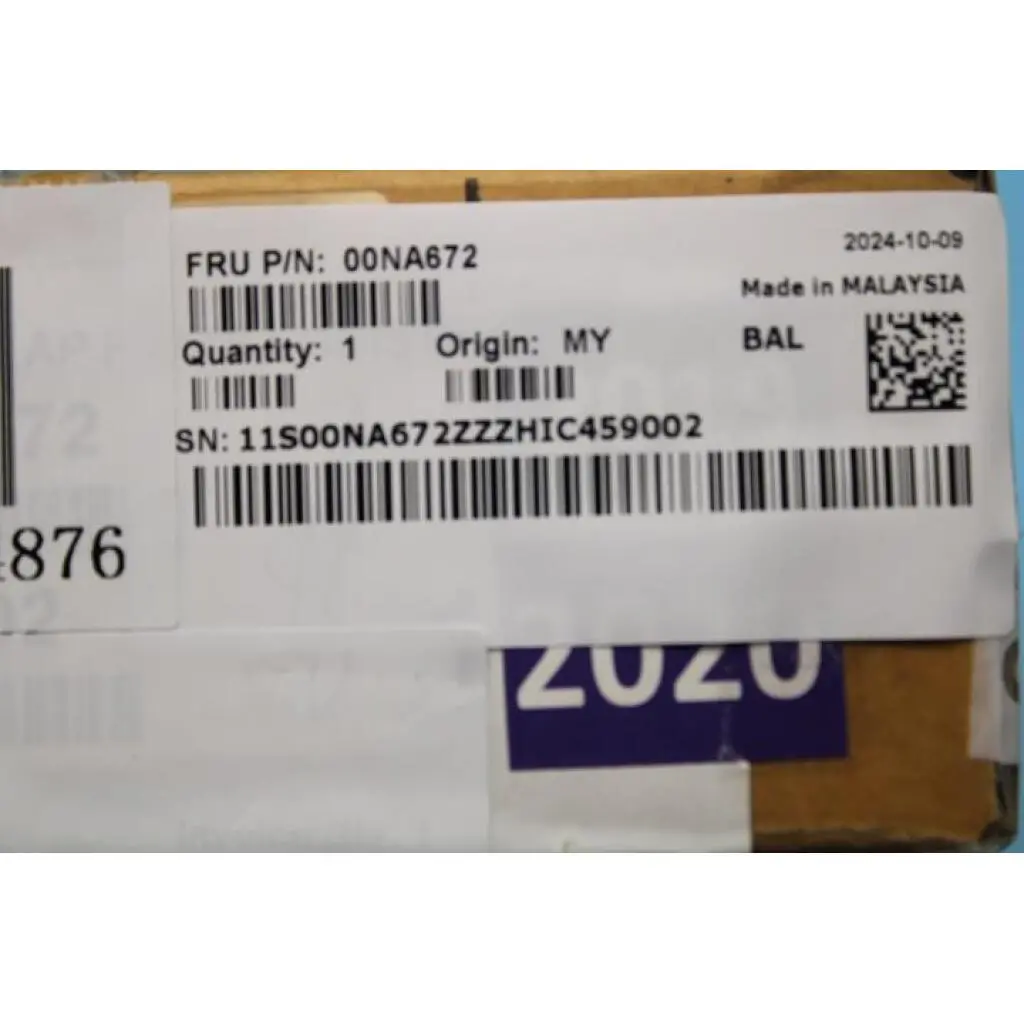 FRU P/N: 00NA672
2024-10-09
Made in MALAYSIA
Quantity: 1
Origin: MY
BAL
SN: 11S00NA672ZZZHIC459002
876
2020